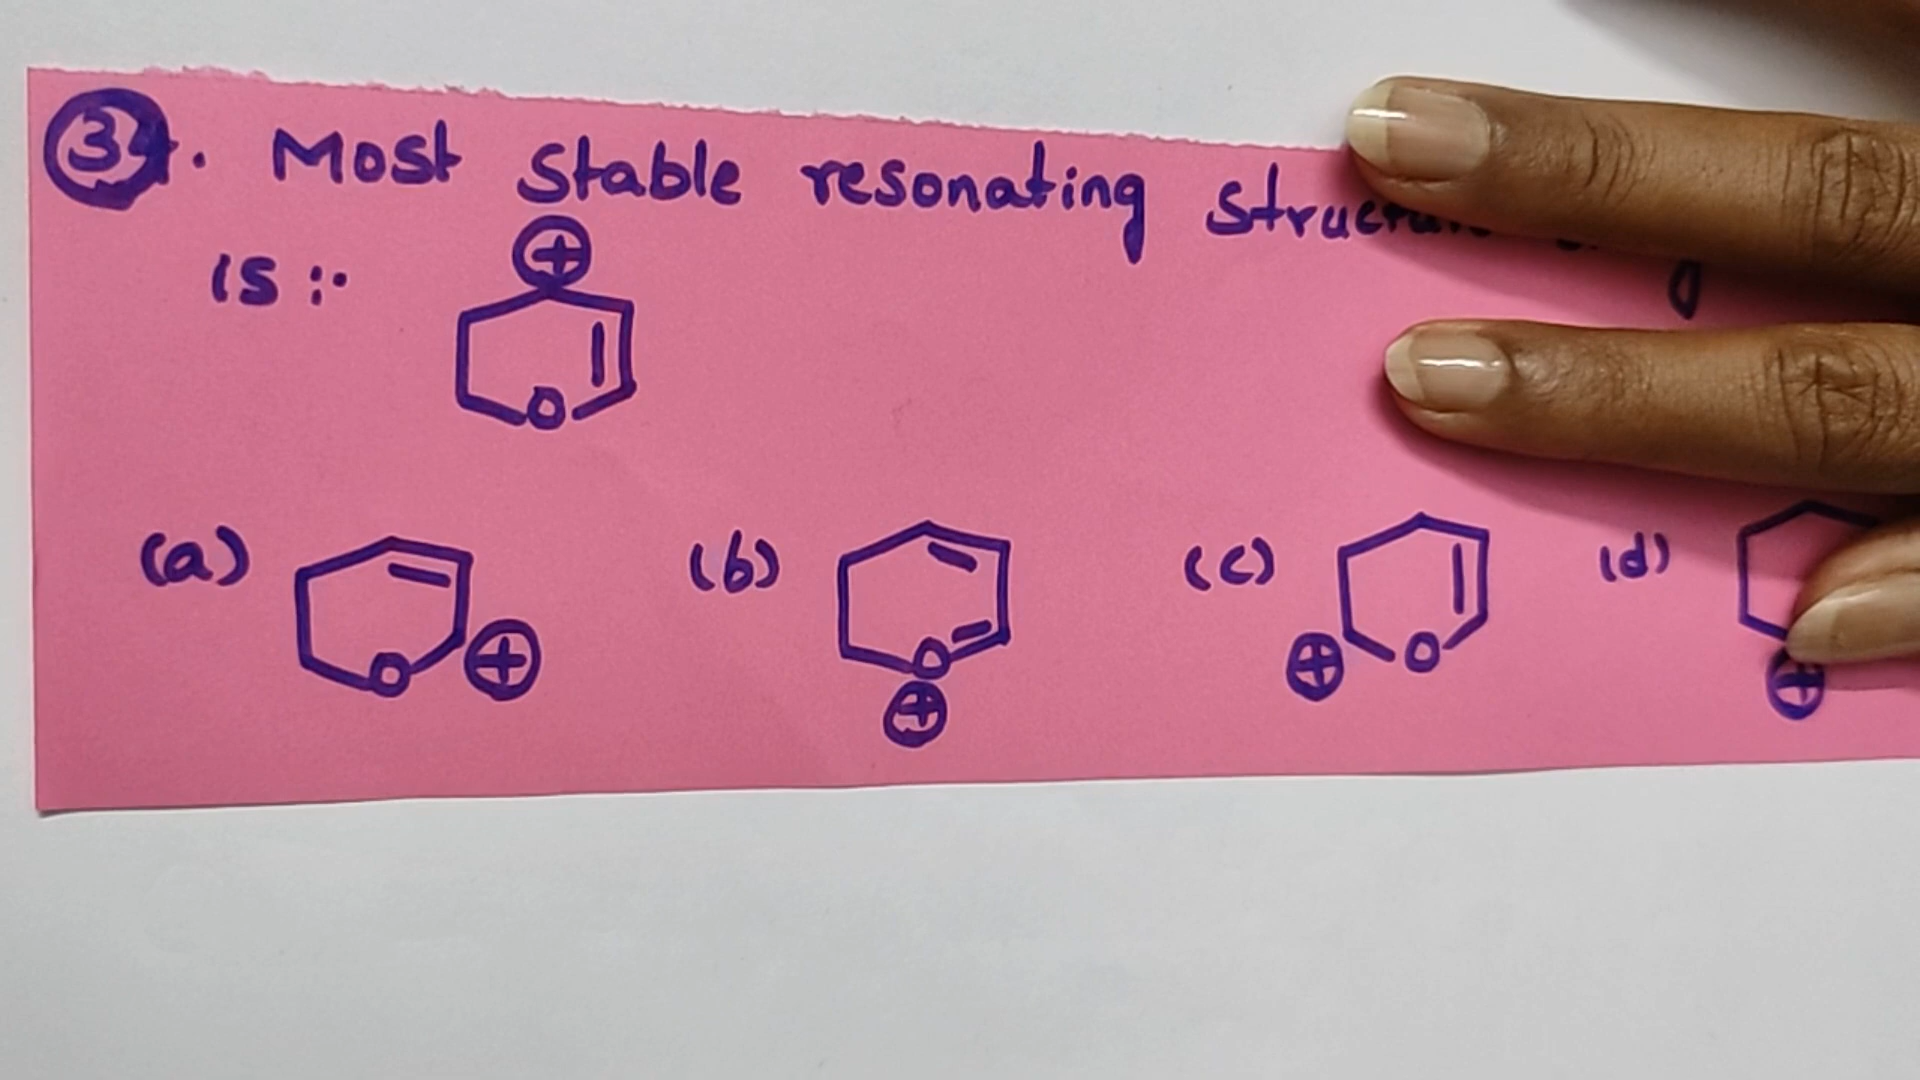 34. Most stable resonating
is :-
⊕
O
(a) (b) (c) (d)
O ⊕ O ⊕ ⊕ O ⊕